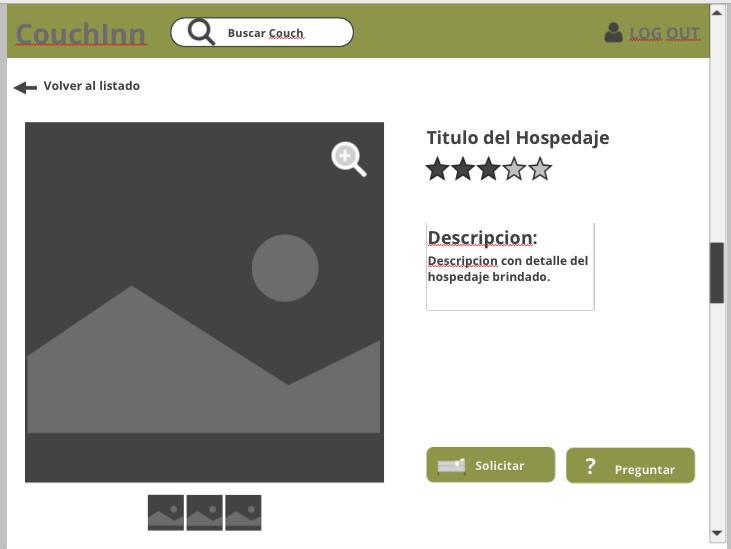 CouchInn
Buscar Couch
LOG OUT
Volver al listado
Titulo del Hospedaje
Descripcion:
Descripcion con detalle del
hospedaje brindado.
Solicitar
? Preguntar